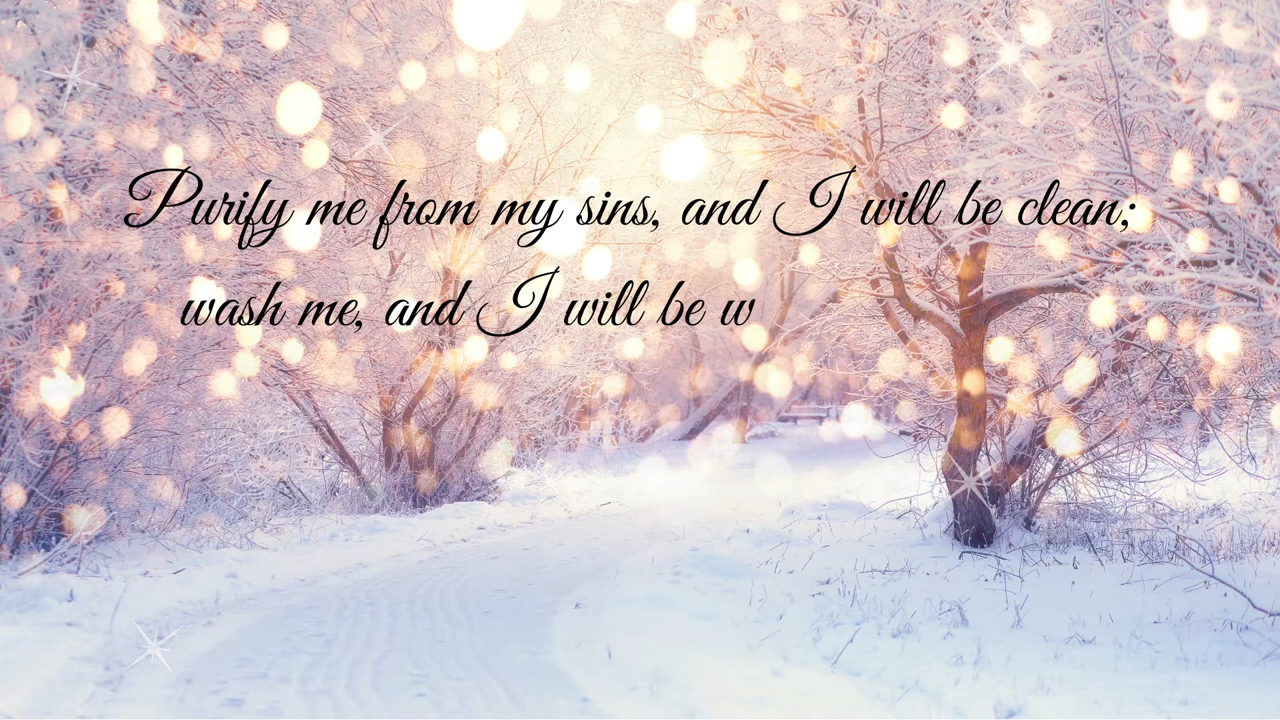 Purify me from my sins, and I will be clean;
wash me, and I will be w